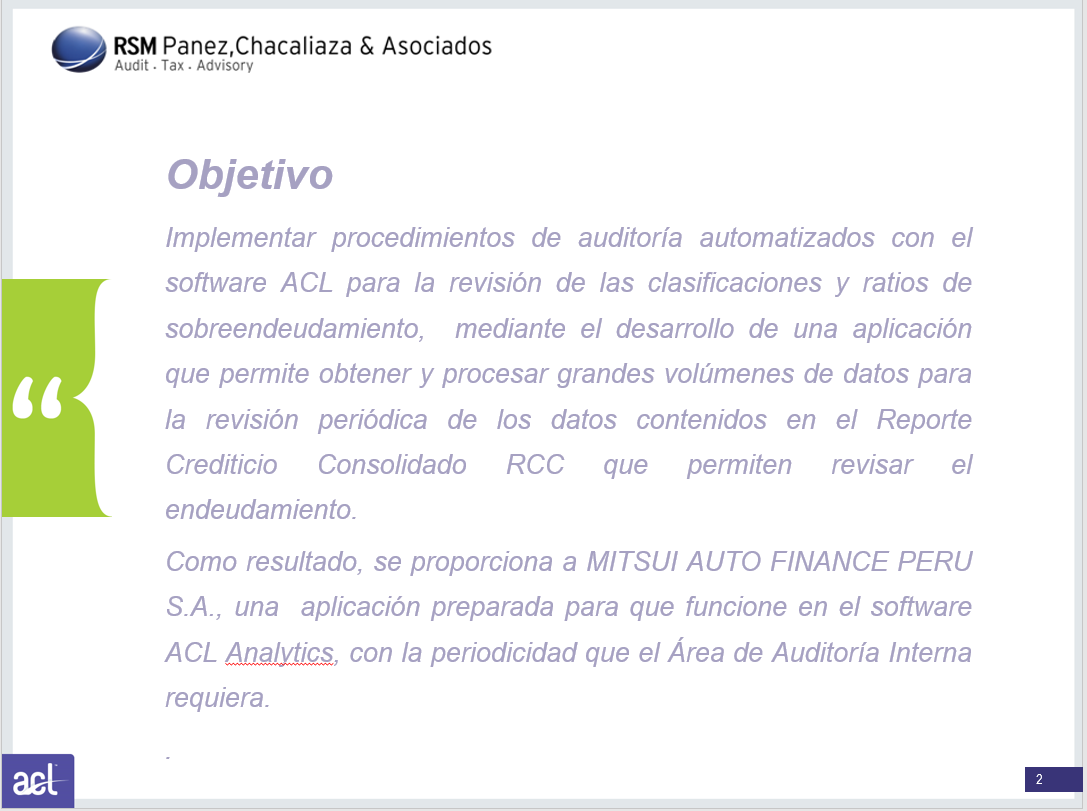 RSM Panez,Chacaliaza & Asociados
Audit . Tax . Advisory
Objetivo
Implementar procedimientos de auditoría automatizados con el
software ACL para la revisión de las clasificaciones y ratios de
sobreendeudamiento, mediante el desarrollo de una aplicación
que permite obtener y procesar grandes volúmenes de datos para
la revisión periódica de los datos contenidos en el Reporte
Crediticio Consolidado RCC que permiten revisar el
endeudamiento.
“
Como resultado, se proporciona a MITSUI AUTO FINANCE PERU
S.A., una aplicación preparada para que funcione en el software
ACL Analytics, con la periodicidad que el Área de Auditoría Interna
requiera.
.
acl
2